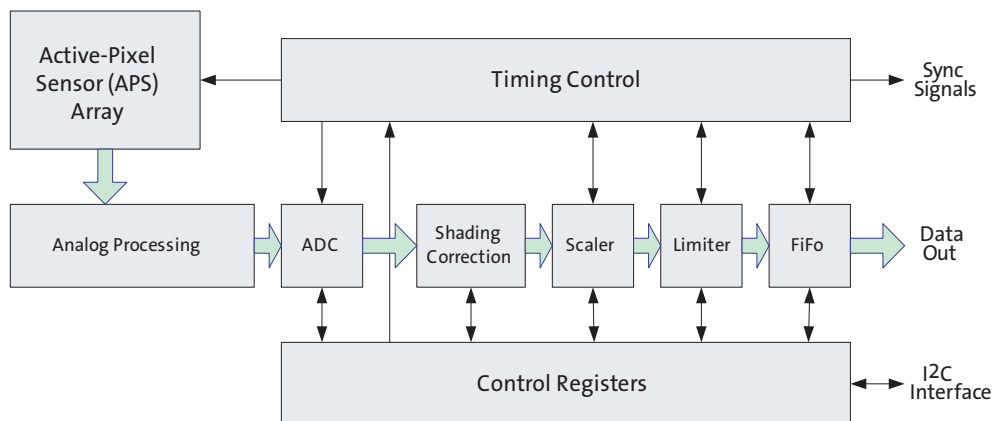 Active-Pixel
Sensor (APS)
Array
Timing Control
Sync
Signals
Analog Processing
ADC
Shading
Correction
Scaler
Limiter
FiFo
Data
Out
Control Registers
I2C
Interface